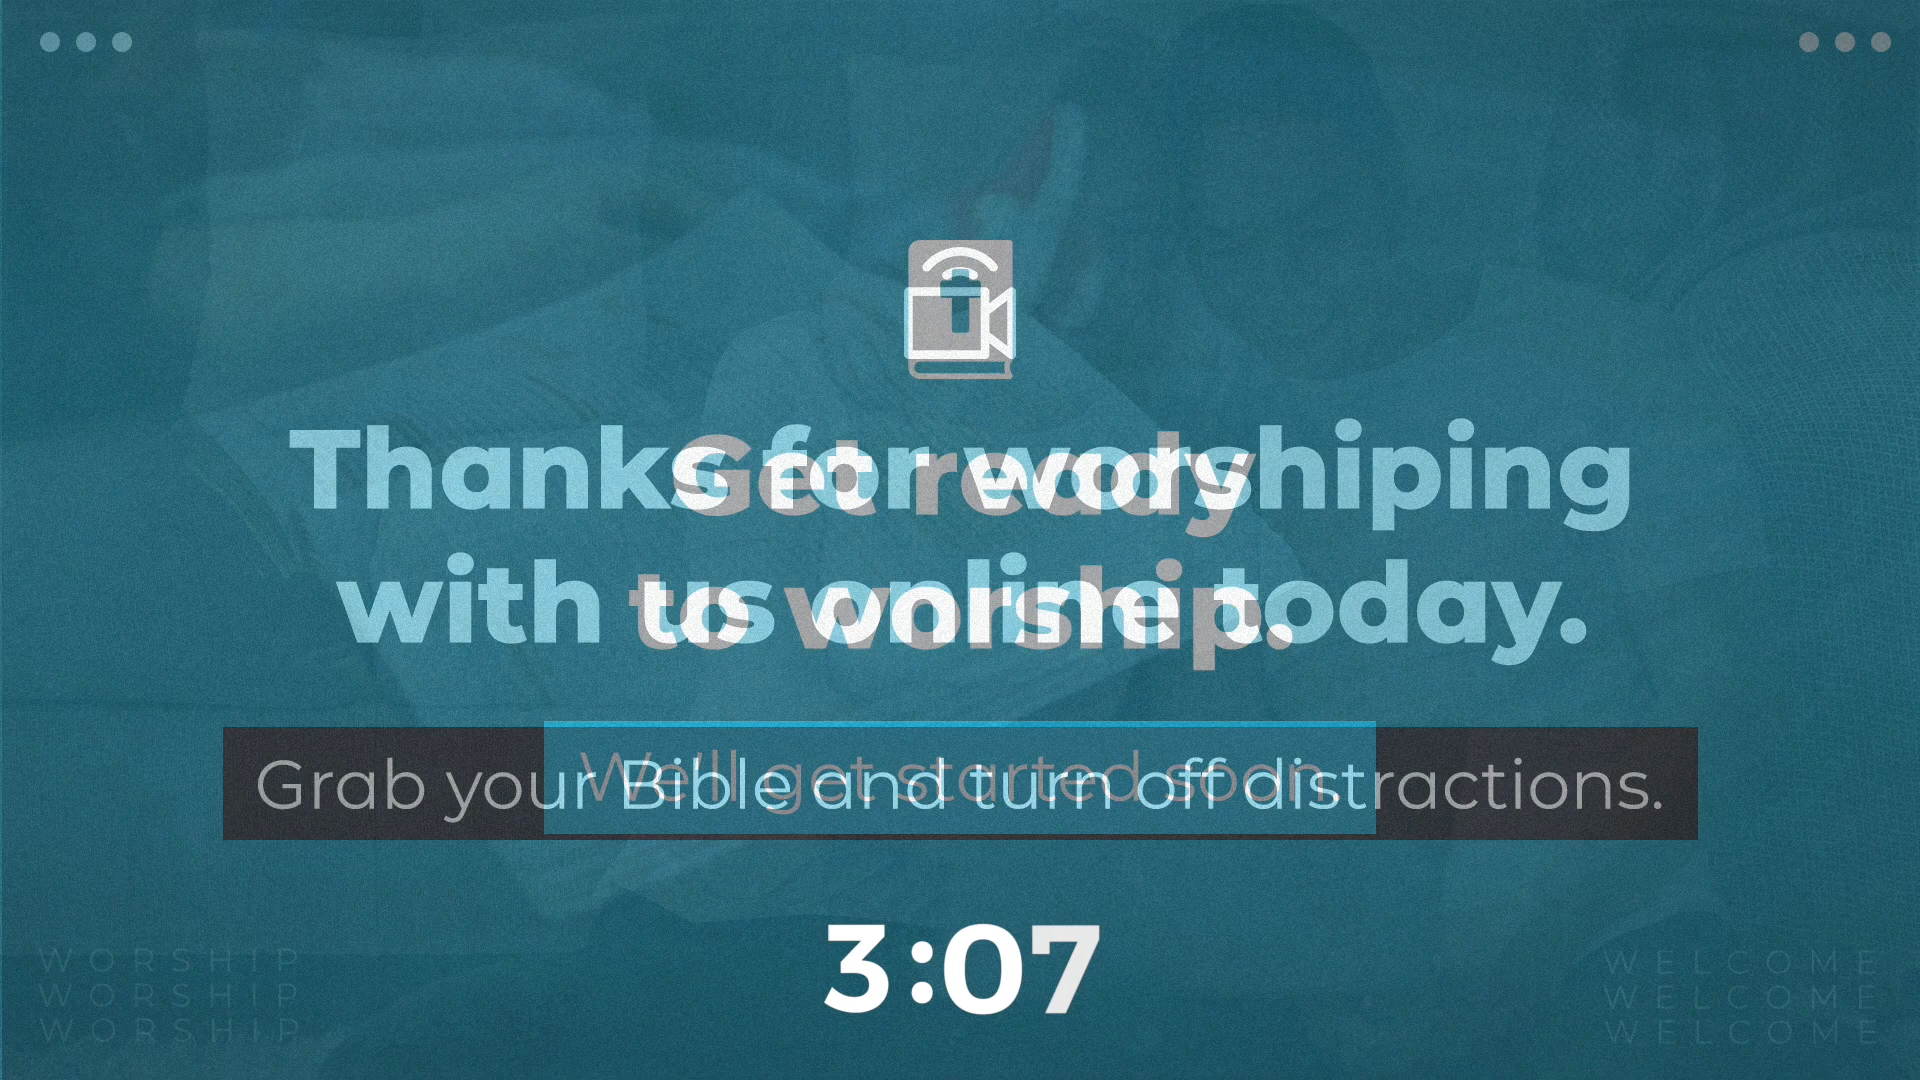 Thanks for worshiping
with us online today.
Get ready
to worship.
We'll get started soon.
Grab your Bible and turn off distractions.
3:07
WORSHIP
WORSHIP
WORSHIP
WELCOME
WELCOME
WELCOME